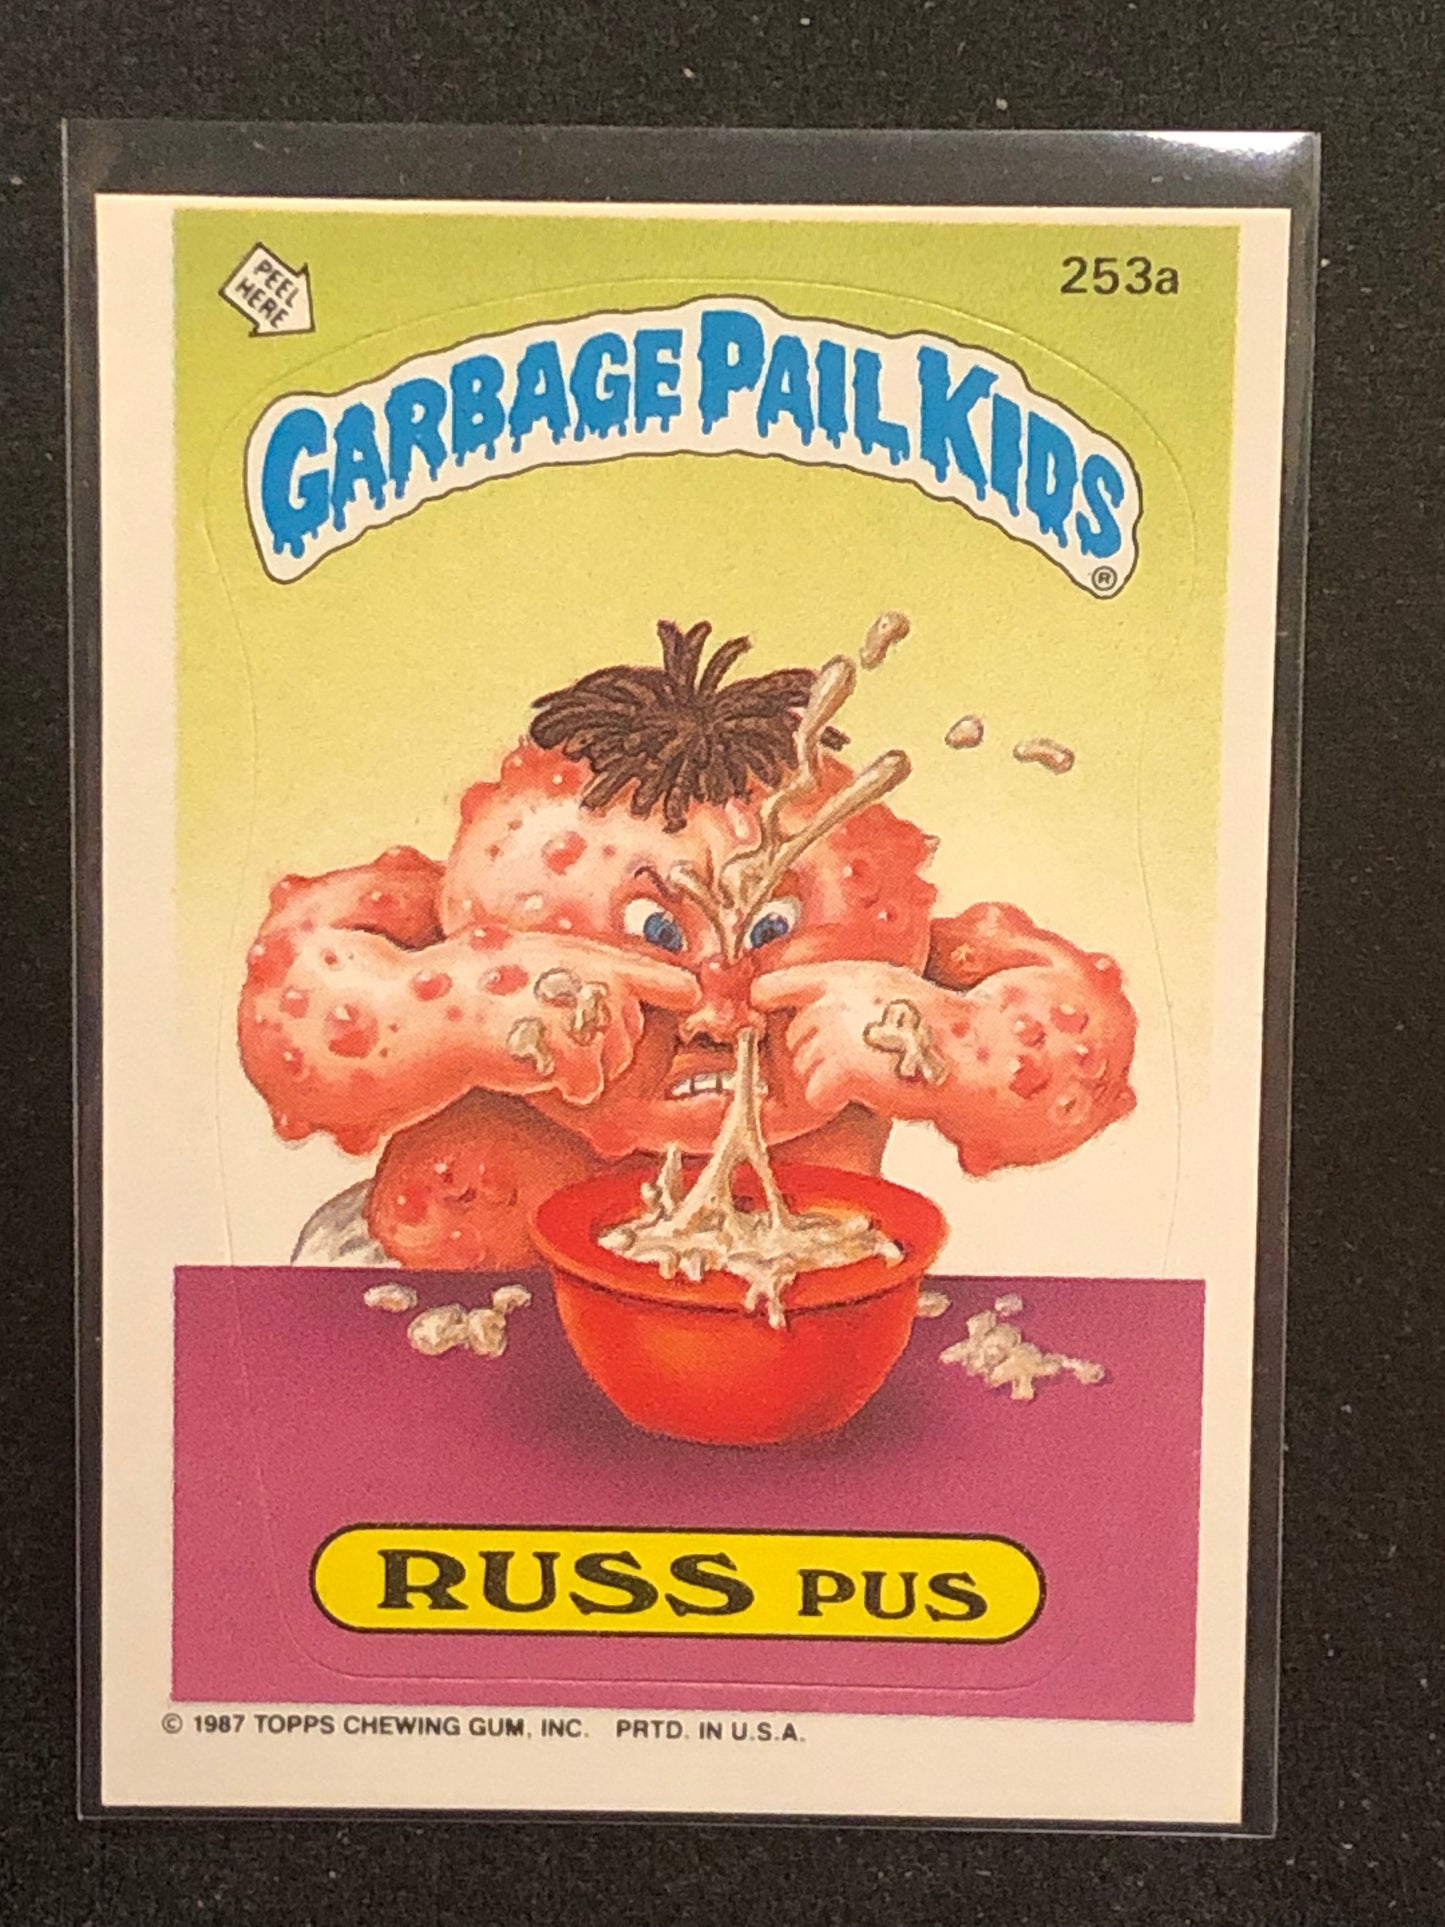 PEEL
HERE
253a
GARBAGE PAIL KIDS
®
RUSS PUS
© 1987 TOPPS CHEWING GUM, INC. PRTD. IN U.S.A.